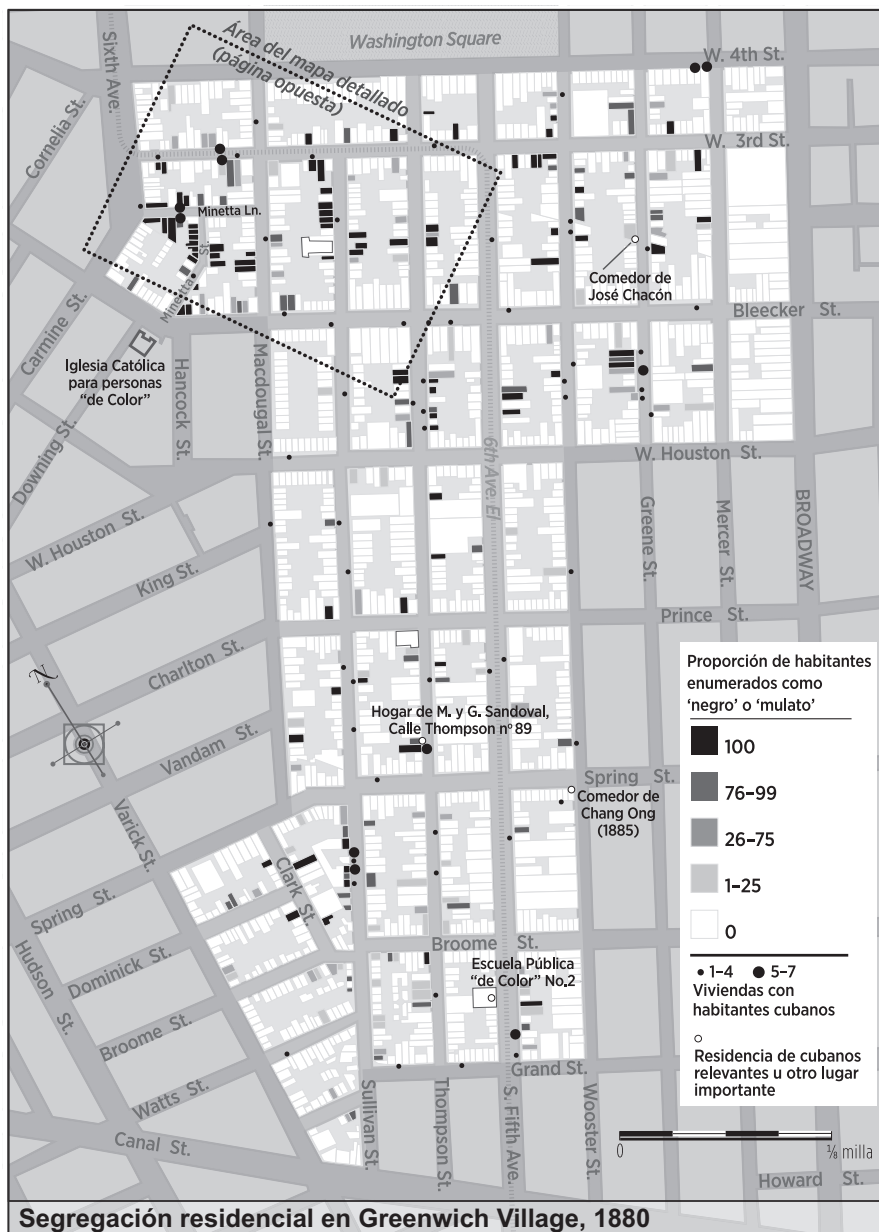 Washington Square
Sixth Ave.
Área del mapa detallado
(página opuesta)
W. 4th St.
Cornelia St.
W. 3rd St.
Minetta Ln.
Minetta St.
Comedor de
José Chacón
Bleecker St.
Carmine St.
Iglesia Católica
para personas
“de Color”
Hancock St.
Macdougal St.
Downing St.
6th Ave. El
W. Houston St.
W. Houston St.
Greene St.
Mercer St.
BROADWAY
King St.
Prince St.
Charlton St.
N
Vandam St.
Hogar de M. y G. Sandoval,
Calle Thompson nº 89
Spring St.
Comedor de
Chang Ong
(1885)
Varick St.
Clark St.
Spring St.
Hudson St.
Dominick St.
Broome St.
Escuela Pública
“de Color” No.2
Broome St.
Watts St.
Grand St.
Canal St.
Sullivan St.
Thompson St.
S. Fifth Ave.
Wooster St.
Howard St.
Proporción de habitantes
enumerados como
‘negro’ o ‘mulato’
100
76–99
26–75
1–25
0
1–4 5–7
Viviendas con
habitantes cubanos
Residencia de cubanos
relevantes u otro lugar
importante
0 ⅛ milla
Segregación residencial en Greenwich Village, 1880